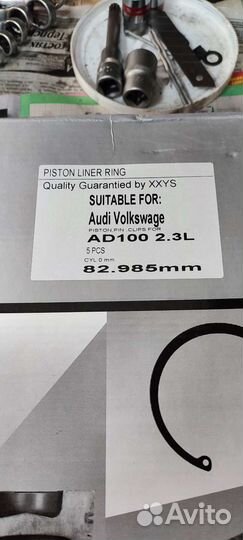 PISTON LINER RING
Quality Guarantied by XXYS
SUITABLE FOR:
Audi Volkswage
PISTON PIN CLIPS FOR
AD100 2.3L
5 PCS
CYL 0 mm
82.985mm
Avito